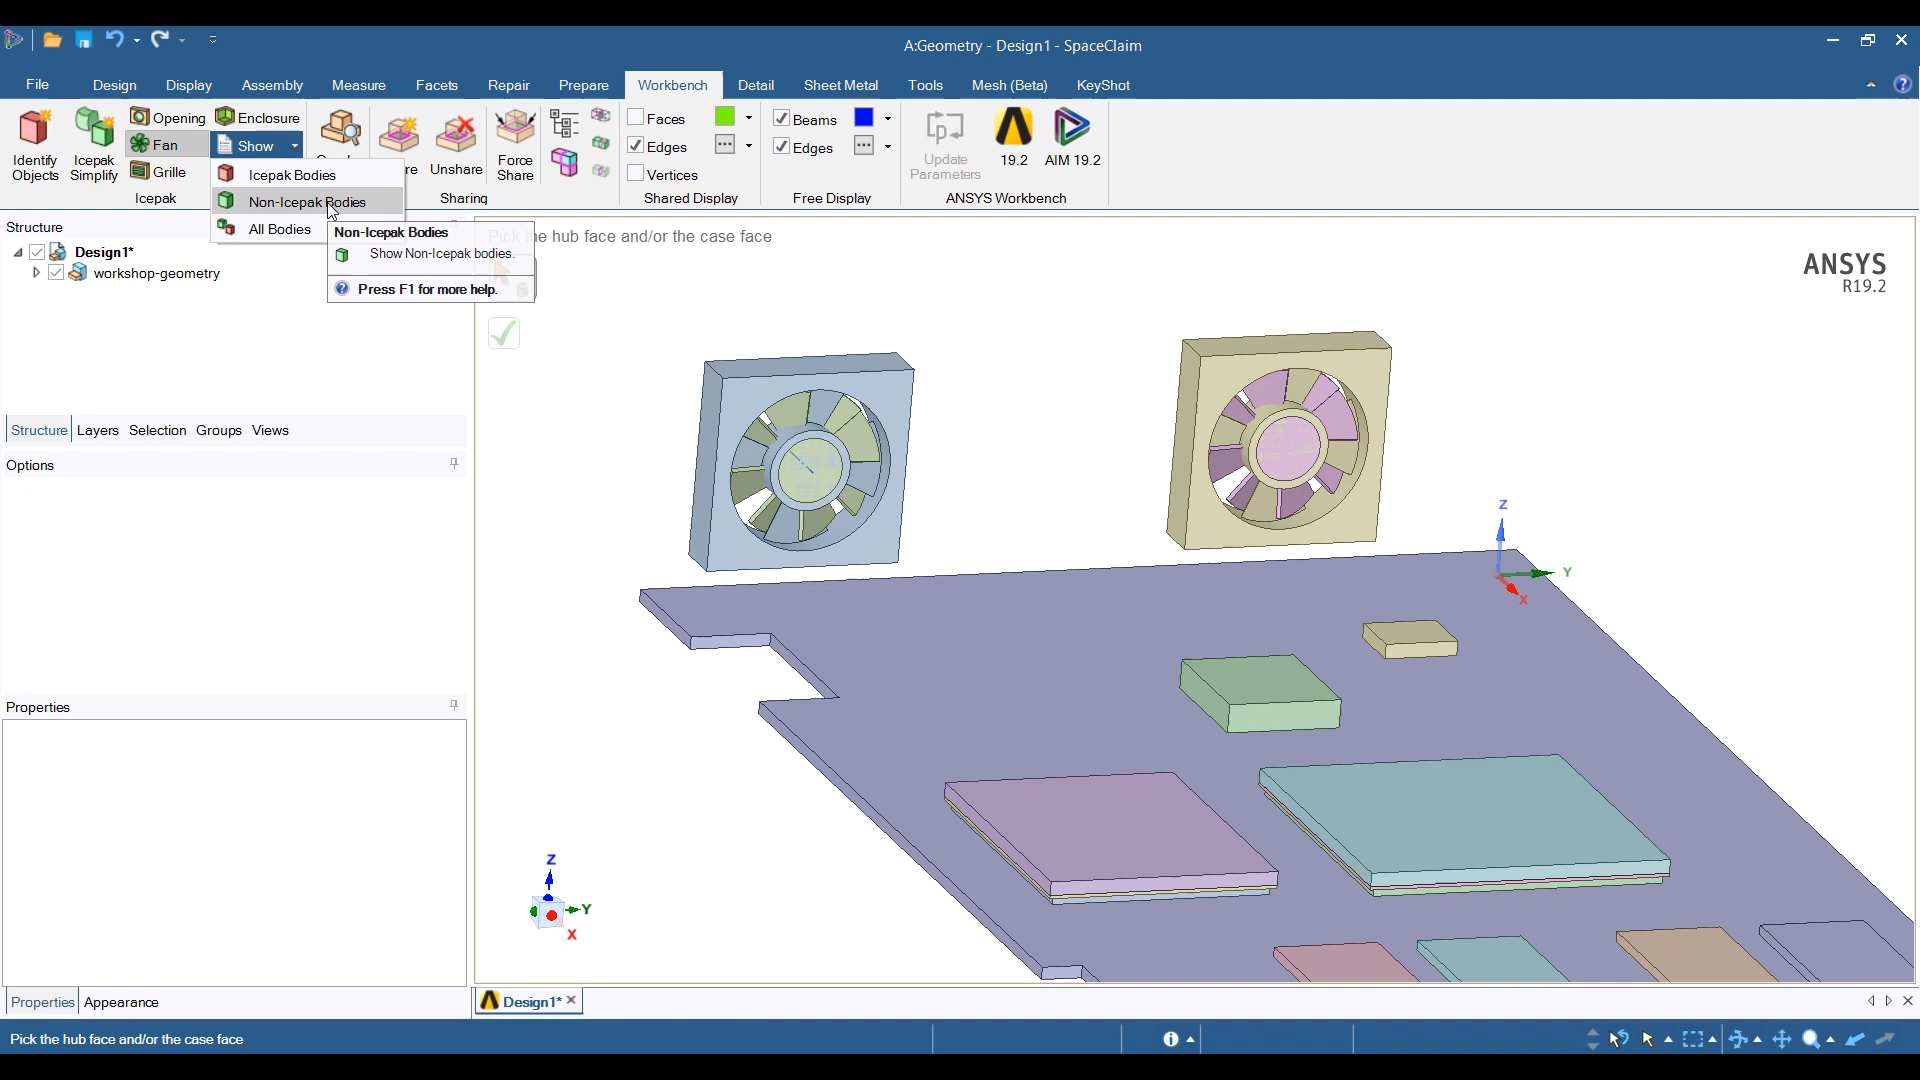 A:Geometry - Design1 - SpaceClaim
File Design Display Assembly Measure Facets Repair Prepare Workbench Detail Sheet Metal Tools Mesh (Beta) KeyShot
Identify Objects
Icepak Simplify
Opening
Fan
Grille
Enclosure
Show
Icepak
Icepak Bodies
Non-Icepak Bodies
All Bodies
Non-Icepak Bodies
Show Non-Icepak bodies.
Press F1 for more help.
Unshare
Force Share
Sharing
Faces
Edges
Vertices
Shared Display
Beams
Edges
Free Display
Update Parameters
19.2
AIM 19.2
ANSYS Workbench
Structure
Design1*
workshop-geometry
Structure Layers Selection Groups Views
Options
Properties
Properties Appearance
Pick the hub face and/or the case face
ANSYS
R19.2
Z
Y
X
Z
Y
X
Design1*
Pick the hub face and/or the case face